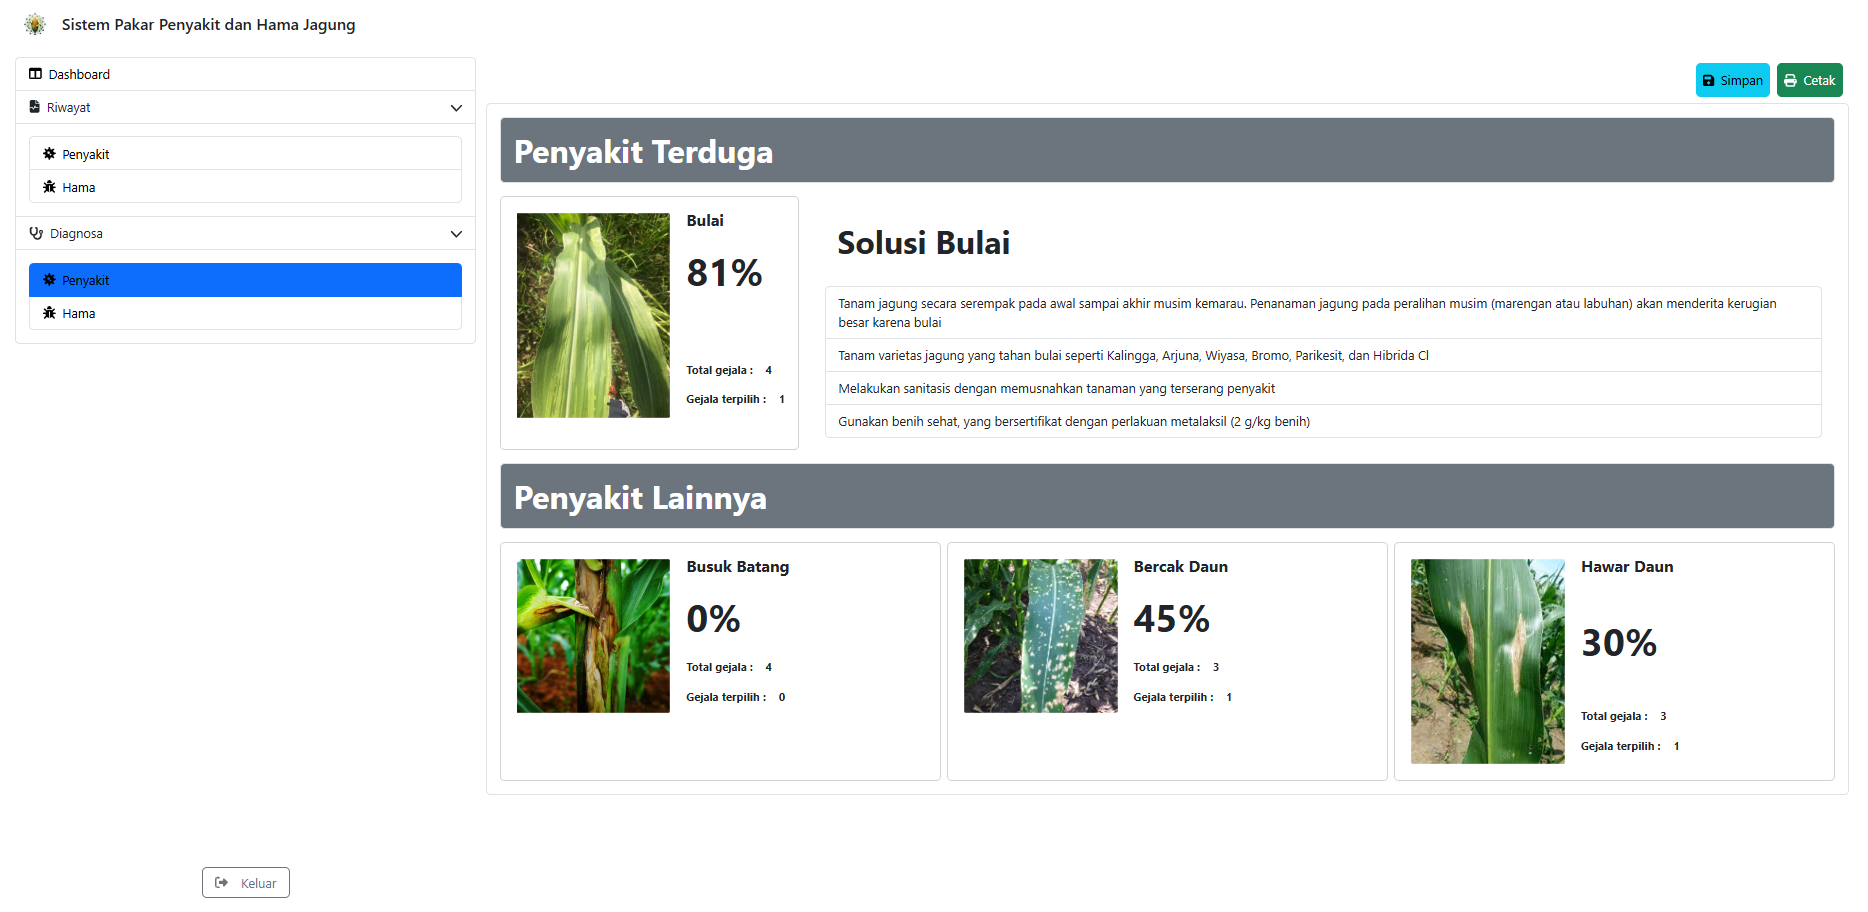 Sistem Pakar Penyakit dan Hama Jagung
Dashboard
Riwayat
Penyakit
Hama
Diagnosa
Penyakit
Hama
Keluar
Simpan
Cetak
Penyakit Terduga
Bulai
81%
Total gejala : 4
Gejala terpilih : 1
Solusi Bulai
Tanam jagung secara serempak pada awal sampai akhir musim kemarau. Penanaman jagung pada peralihan musim (marengan atau labuhan) akan menderita kerugian
besar karena bulai
Tanam varietas jagung yang tahan bulai seperti Kalingga, Arjuna, Wiyasa, Bromo, Parikesit, dan Hibrida Cl
Melakukan sanitasis dengan memusnahkan tanaman yang terserang penyakit
Gunakan benih sehat, yang bersertifikat dengan perlakuan metalaksil (2 g/kg benih)
Penyakit Lainnya
Busuk Batang
0%
Total gejala : 4
Gejala terpilih : 0
Bercak Daun
45%
Total gejala : 3
Gejala terpilih : 1
Hawar Daun
30%
Total gejala : 3
Gejala terpilih : 1